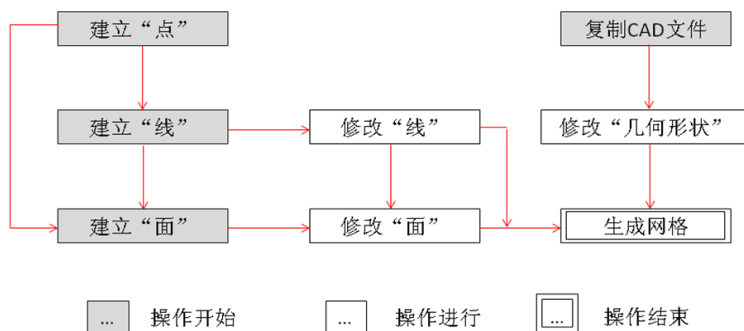 建立“点”
复制CAD文件
建立“线”
修改“线”
修改“几何形状”
建立“面”
修改“面”
生成网格
... 操作开始
... 操作进行
... 操作结束